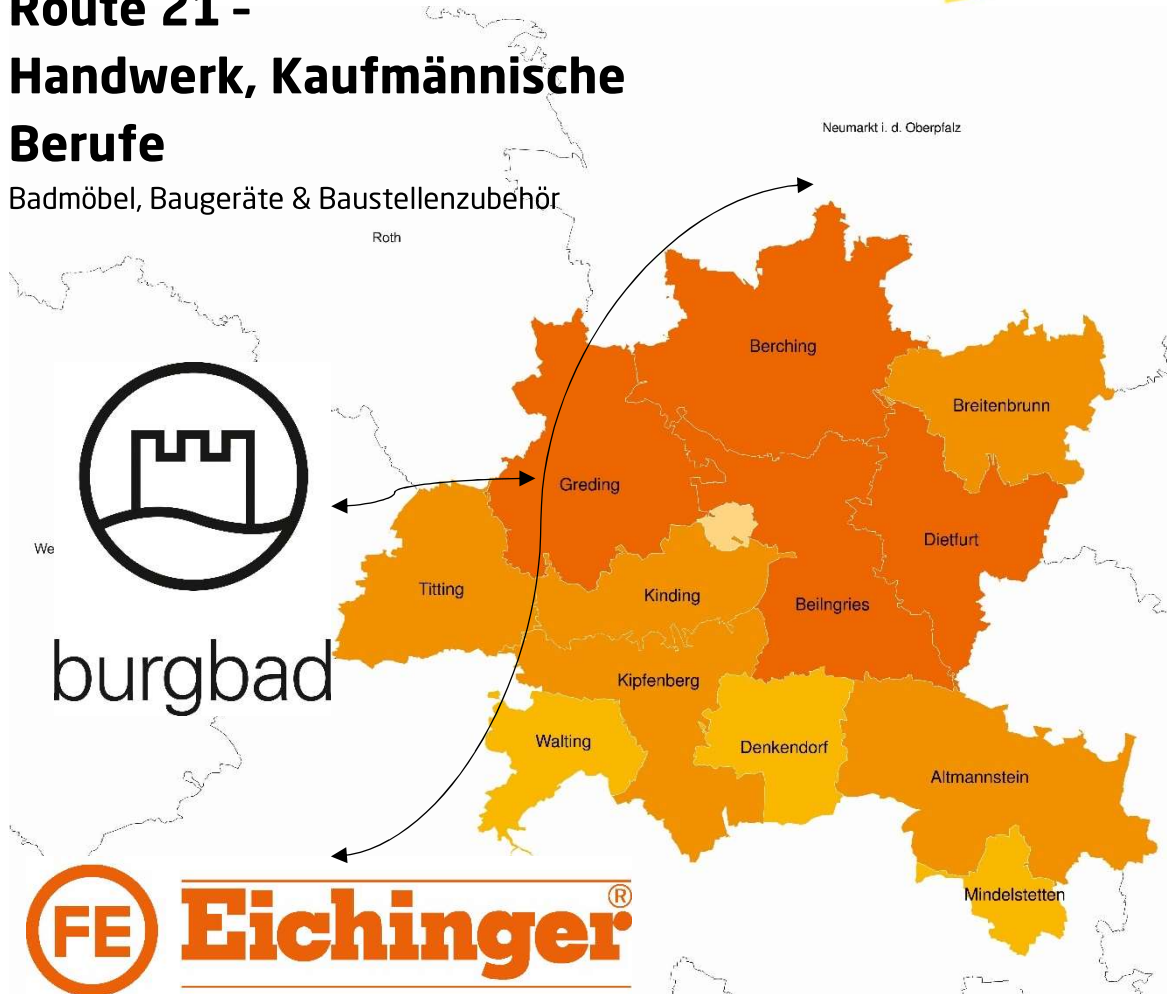 Route 21 –
Handwerk, Kaufmännische
Berufe
Badmöbel, Baugeräte & Baustellenzubehör
Neumarkt i. d. Oberpfalz
Roth
Berching
Breitenbrunn
Greding
Dietfurt
We
Titting
Kinding
Beilngries
burgbad
Kipfenberg
Walting
Denkendorf
Altmannstein
Mindelstetten
FE Eichinger®